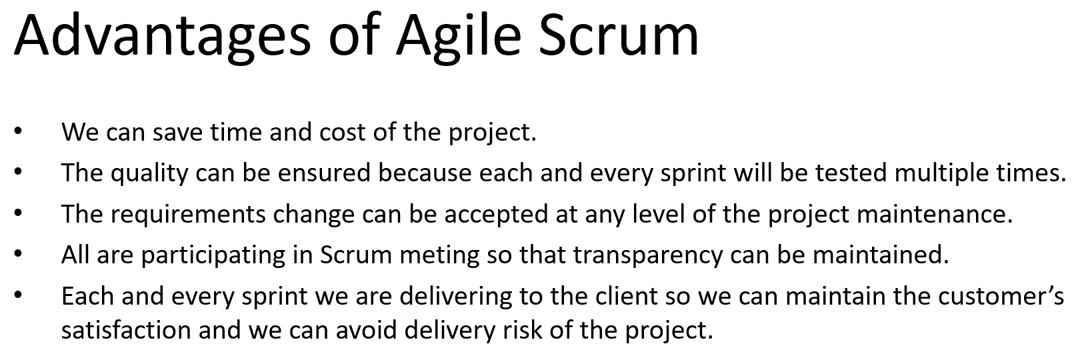 Advantages of Agile Scrum
• We can save time and cost of the project.
• The quality can be ensured because each and every sprint will be tested multiple times.
• The requirements change can be accepted at any level of the project maintenance.
• All are participating in Scrum meting so that transparency can be maintained.
• Each and every sprint we are delivering to the client so we can maintain the customer’s
satisfaction and we can avoid delivery risk of the project.